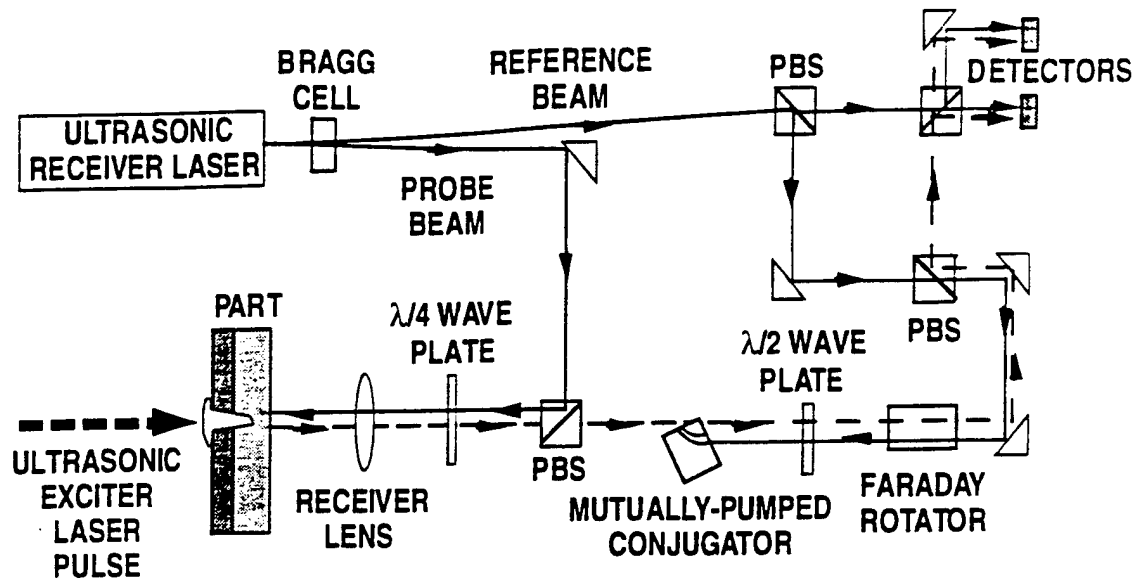 BRAGG
CELL
REFERENCE
BEAM
PBS
DETECTORS
ULTRASONIC
RECEIVER LASER
PROBE
BEAM
PART
λ/4 WAVE
PLATE
λ/2 WAVE
PLATE
PBS
PBS
ULTRASONIC
EXCITER
LASER
PULSE
RECEIVER
LENS
MUTUALLY-PUMPED
CONJUGATOR
FARADAY
ROTATOR